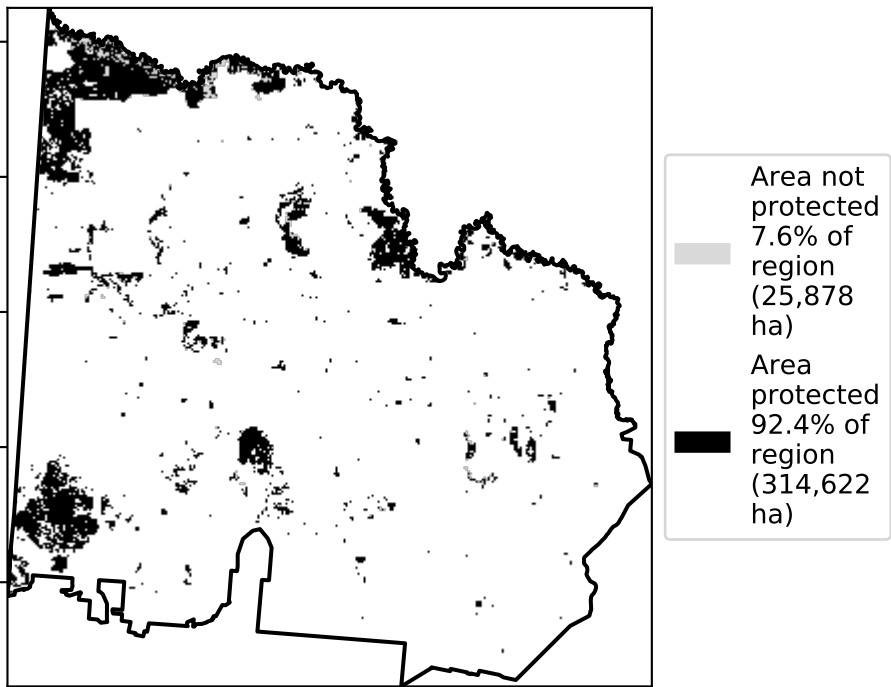 Area not
protected
7.6% of
region
(25,878
ha)
Area
protected
92.4% of
region
(314,622
ha)